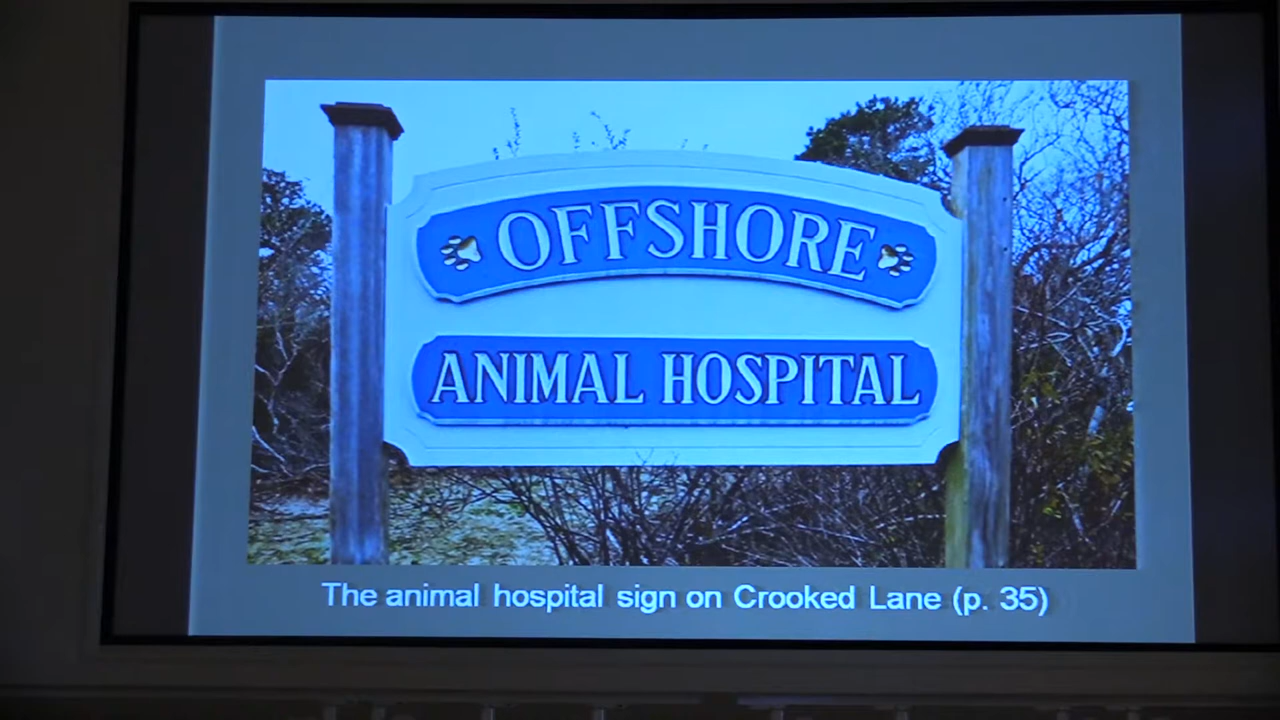 OFFSHORE
ANIMAL HOSPITAL
The animal hospital sign on Crooked Lane (p. 35)